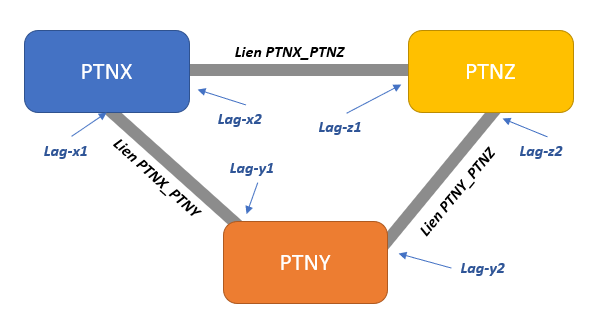 Lien PTNX_PTNZ
PTNX
PTNZ
Lag-x2
Lag-z1
Lag-x1
Lag-z2
Lien PTNX_PTNY
Lag-y1
Lien PTNY_PTNZ
PTNY
Lag-y2